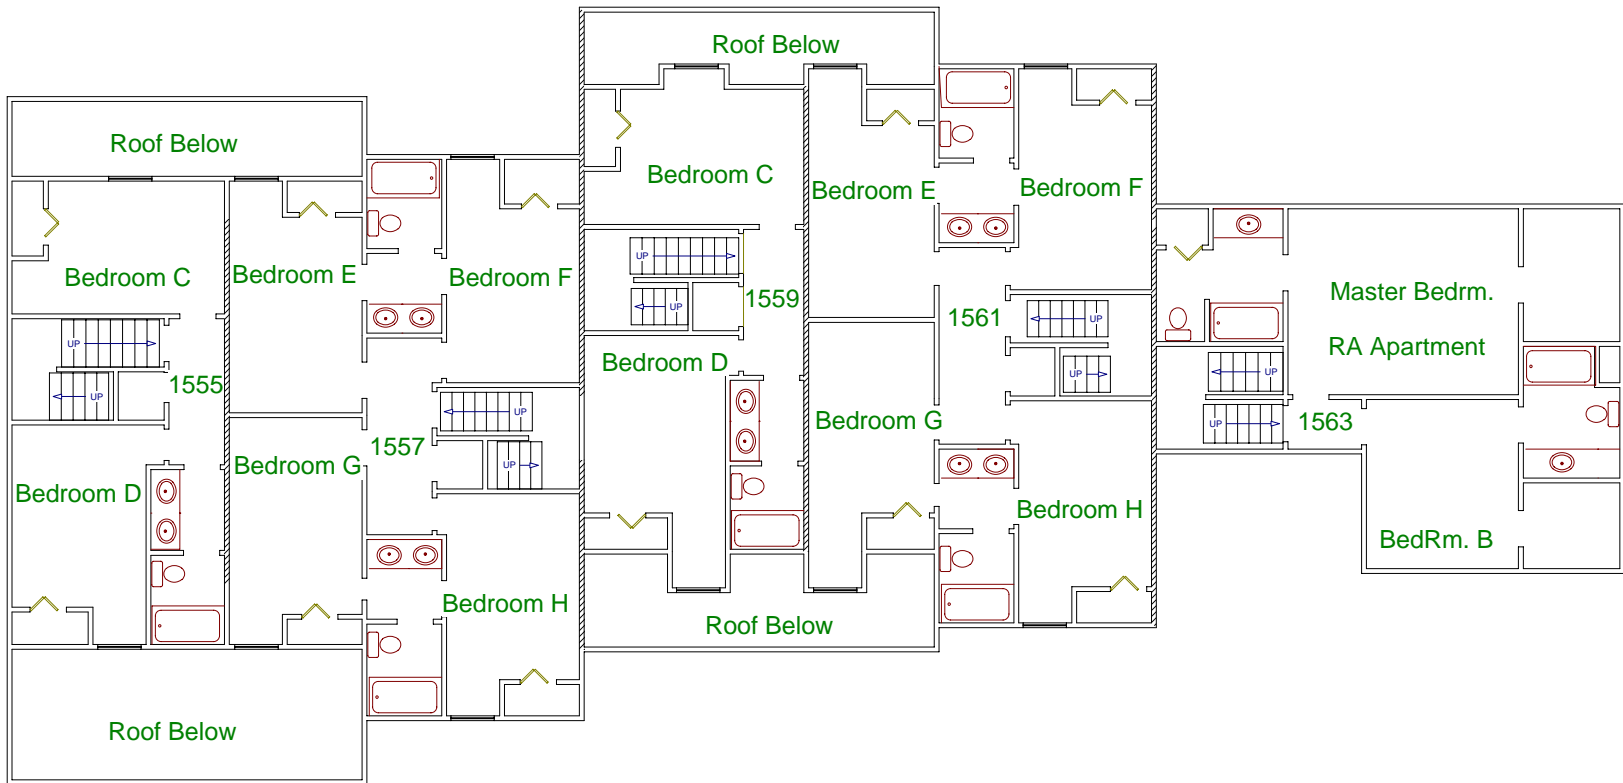 Roof Below
Roof Below
Bedroom C
Bedroom E
Bedroom F
Bedroom C
Bedroom E
Bedroom F
UP
UP
1555
UP
UP
1557
UP
UP
1559
1561
UP
UP
Master Bedrm.
RA Apartment
UP
UP
1563
Bedroom D
Bedroom G
Bedroom H
Bedroom D
Bedroom G
Bedroom H
BedRm. B
Roof Below
Roof Below